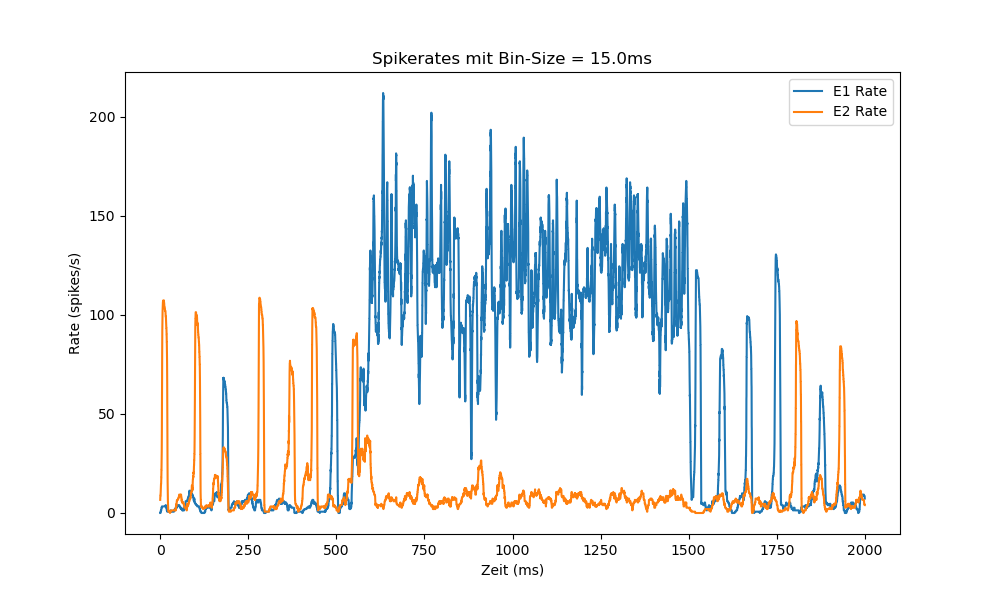 Spikerates mit Bin-Size = 15.0ms
E1 Rate
E2 Rate
200
150
100
50
0
Rate (spikes/s)
0 250 500 750 1000 1250 1500 1750 2000
Zeit (ms)